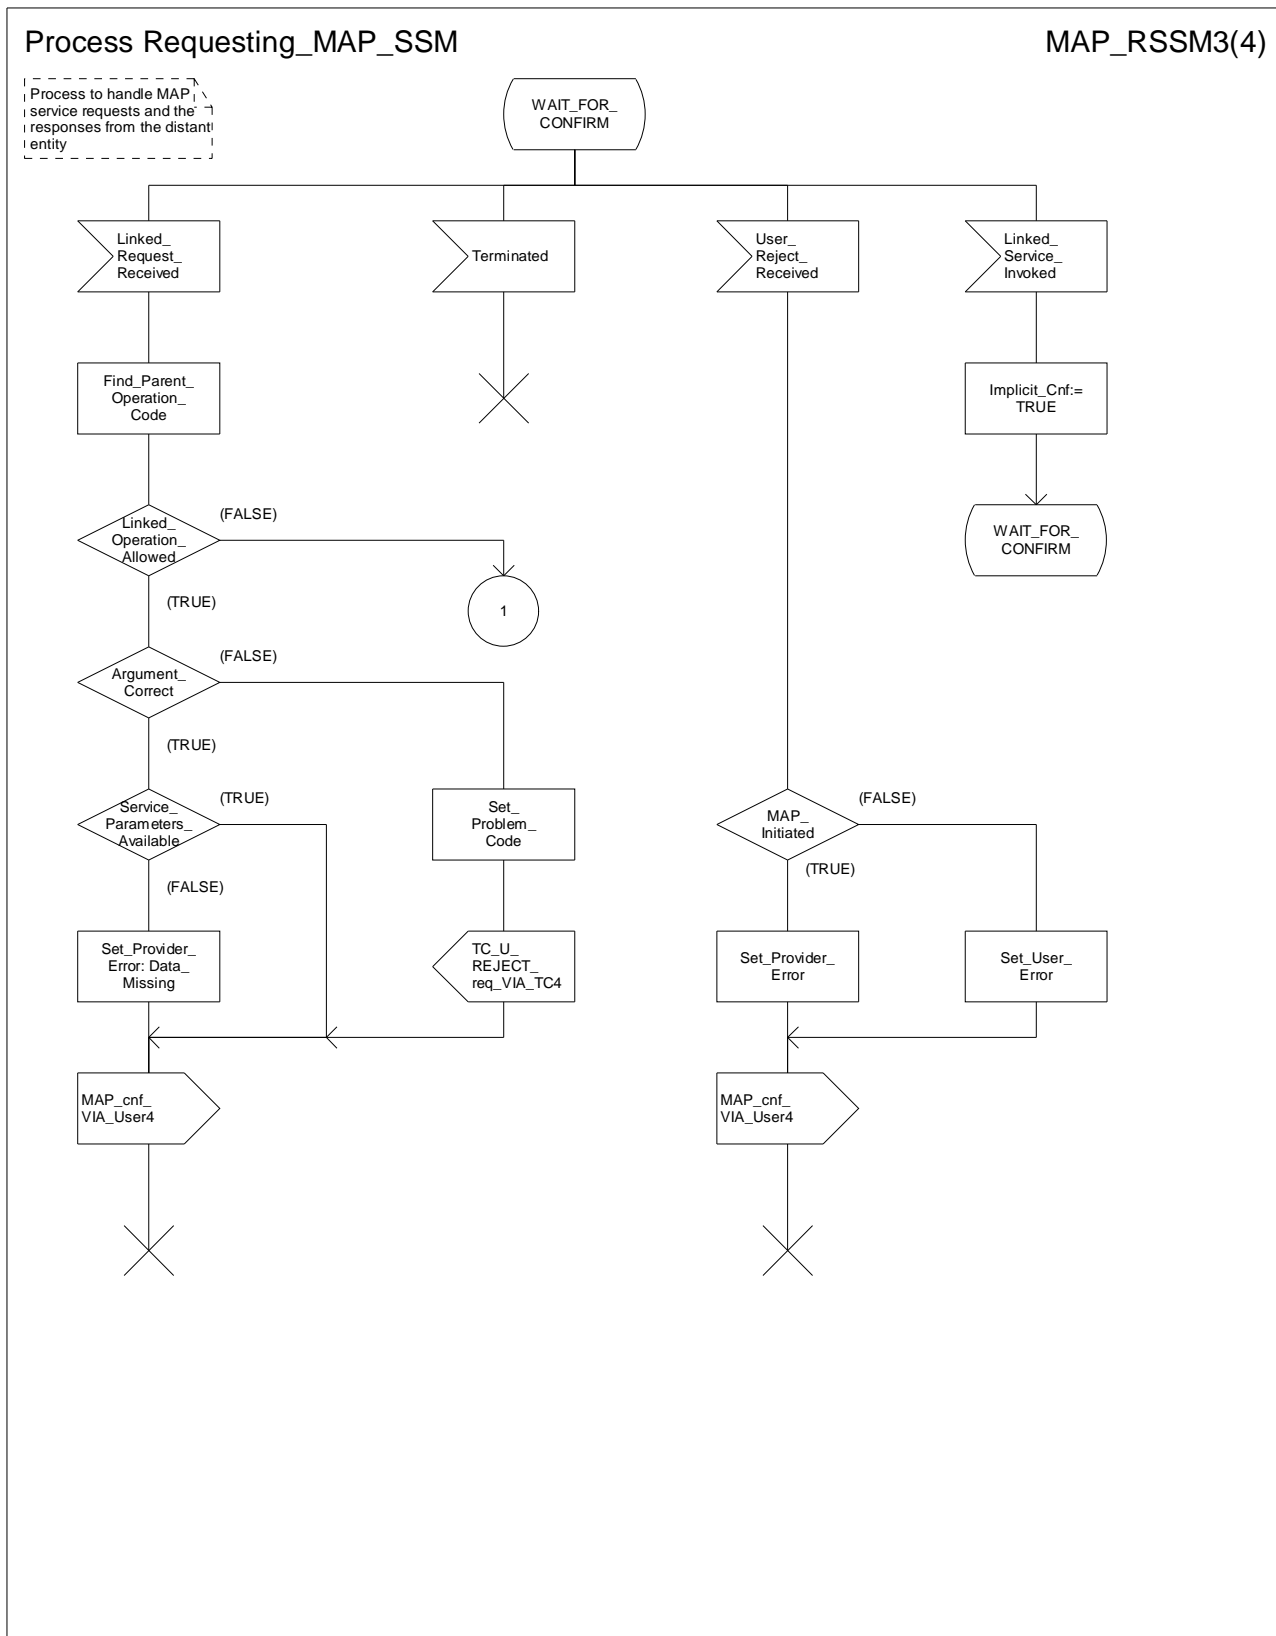 Process Requesting_MAP_SSM
MAP_RSSM3(4)
Process to handle MAP
service requests and the
responses from the distant
entity
WAIT_FOR_
CONFIRM
Linked_
Request_
Received
Terminated
User_
Reject_
Received
Linked_
Service_
Invoked
Find_Parent_
Operation_
Code
Implicit_Cnf:=
TRUE
Linked_
Operation_
Allowed
(FALSE)
WAIT_FOR_
CONFIRM
(TRUE)
1
Argument_
Correct
(FALSE)
(TRUE)
Service_
Parameters_
Available
(TRUE)
Set_
Problem_
Code
MAP_
Initiated
(FALSE)
(FALSE)
(TRUE)
Set_Provider_
Error: Data_
Missing
TC_U_
REJECT_
req_VIA_TC4
Set_Provider_
Error
Set_User_
Error
MAP_cnf_
VIA_User4
MAP_cnf_
VIA_User4